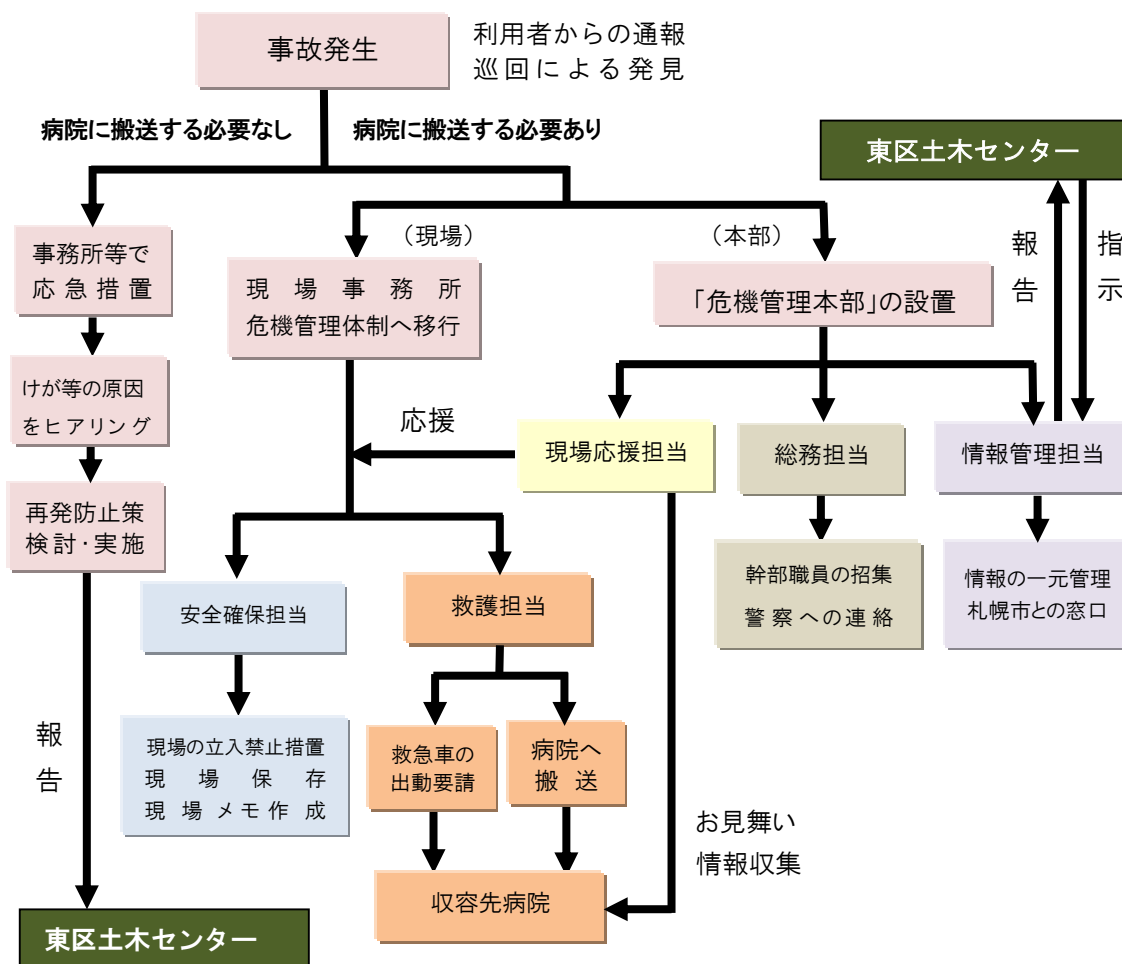 事故発生
利用者からの通報
巡回による発見
病院に搬送する必要なし
病院に搬送する必要あり
東区土木センター
(現場)
(本部)
報告
指示
事務所等で
応急措置
現場事務所
危機管理体制へ移行
「危機管理本部」の設置
けが等の原因
をヒアリング
応援
現場応援担当
総務担当
情報管理担当
再発防止策
検討・実施
幹部職員の招集
警察への連絡
情報の一元管理
札幌市との窓口
安全確保担当
救護担当
報告
現場の立入禁止措置
現場保存
現場メモ作成
救急車の
出動要請
病院へ
搬送
お見舞い
情報収集
収容先病院
東区土木センター